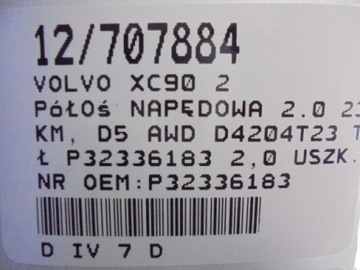 12/707884
VOLVO XC90 2
PÓŁOŚ NAPĘDOWA 2.0
KM, D5 AWD D4204T23
Ł P32336183 2,0 USZK.
NR OEM:P32336183
D IV 7 D